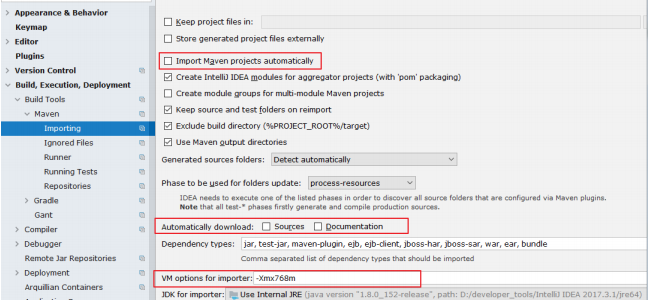 Appearance & Behavior
Keymap
Editor
Plugins
Version Control
Build, Execution, Deployment
Build Tools
Maven
Importing
Ignored Files
Runner
Running Tests
Repositories
Gradle
Gant
Compiler
Debugger
Remote Jar Repositories
Deployment
Arquillian Containers
Keep project files in:
Store generated project files externally
Import Maven projects automatically
Create IntelliJ IDEA modules for aggregator projects (with 'pom' packaging)
Create module groups for multi-module Maven projects
Keep source and test folders on reimport
Exclude build directory (%PROJECT_ROOT%/target)
Use Maven output directories
Generated sources folders: Detect automatically
Phase to be used for folders update: process-resources
IDEA needs to execute one of the listed phases in order to discover all source folders that are configured via Maven plugins.
Note that all test-* phases firstly generate and compile production sources.
Automatically download: Sources Documentation
Dependency types: jar, test-jar, maven-plugin, ejb, ejb-client, jboss-har, jboss-sar, war, ear, bundle
Comma separated list of dependency types that should be imported
VM options for importer: -Xmx768m
JDK for importer: Use Internal JRE (java version "1.8.0_152-release", path: D:/developer_tools/IntelliJ IDEA 2017.3.1/jre64)